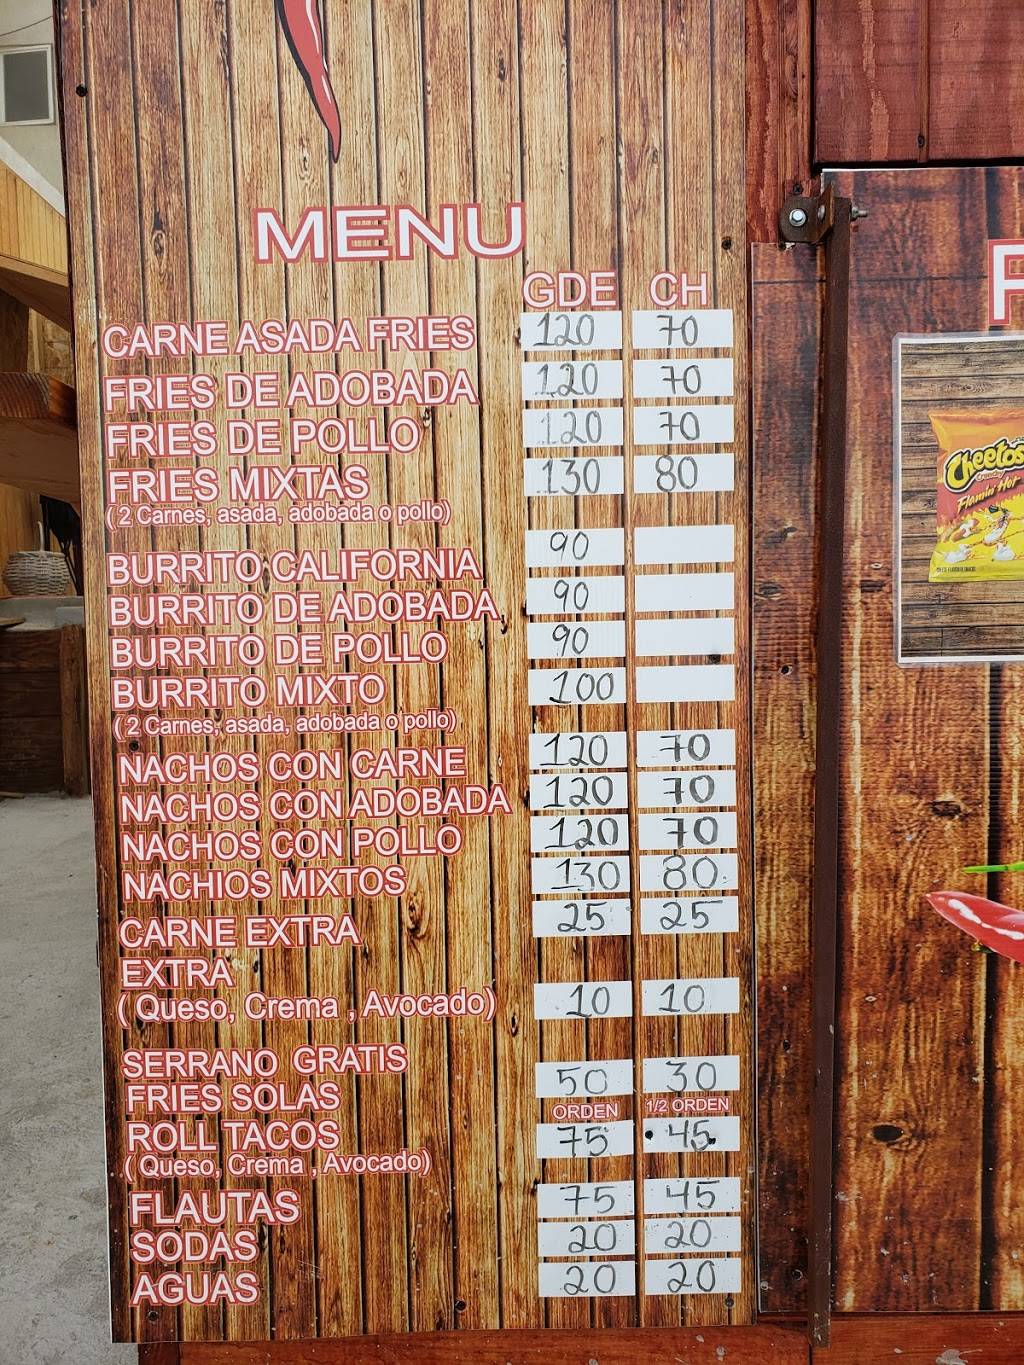 MENU
GDE CH
CARNE ASADA FRIES 120 70
FRIES DE ADOBADA 120 70
FRIES DE POLLO 120 70
FRIES MIXTAS 130 80
( 2 Carnes, asada, adobada o pollo)
BURRITO CALIFORNIA 90
BURRITO DE ADOBADA 90
BURRITO DE POLLO 90
BURRITO MIXTO 100
( 2 Carnes, asada, adobada o pollo)
NACHOS CON CARNE 120 70
NACHOS CON ADOBADA 120 70
NACHOS CON POLLO 120 70
NACHIOS MIXTOS 130 80
CARNE EXTRA 25 25
EXTRA
( Queso, Crema , Avocado) 10 10
SERRANO GRATIS
FRIES SOLAS 50 30
ORDEN 1/2 ORDEN
ROLL TACOS 75 45
( Queso, Crema , Avocado)
FLAUTAS 75 45
SODAS 20 20
AGUAS 20 20
Cheetos
Crunchy
Flamin' Hot